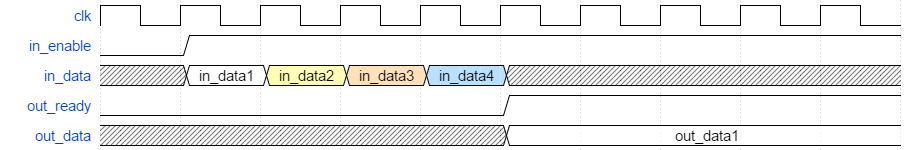 clk
in_enable
in_data in_data1 in_data2 in_data3 in_data4
out_ready
out_data out_data1